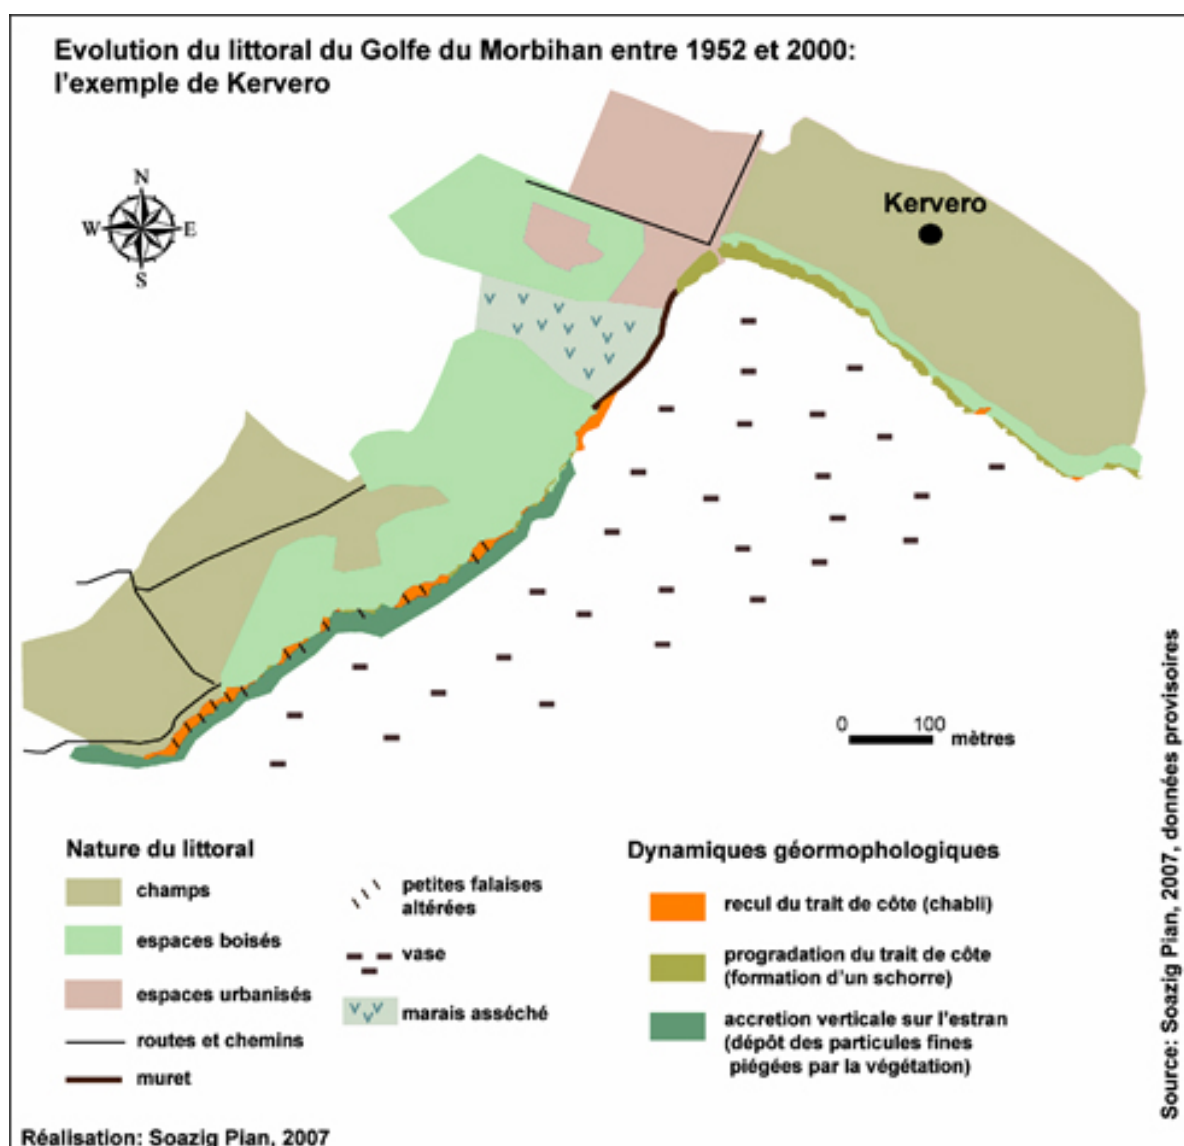 Evolution du littoral du Golfe du Morbihan entre 1952 et 2000:
l'exemple de Kervero
N
W
E
S
Kervero
0
100
mètres
Nature du littoral
champs
espaces boisés
espaces urbanisés
routes et chemins
muret
petites falaises
altérées
vase
marais asséché
Dynamiques géormophologiques
recul du trait de côte (chabli)
progradation du trait de côte
(formation d'un schorre)
accretion verticale sur l'estran
(dépôt des particules fines
piégées par la végétation)
Réalisation: Soazig Pian, 2007
Source: Soazig Pian, 2007, données provisoires